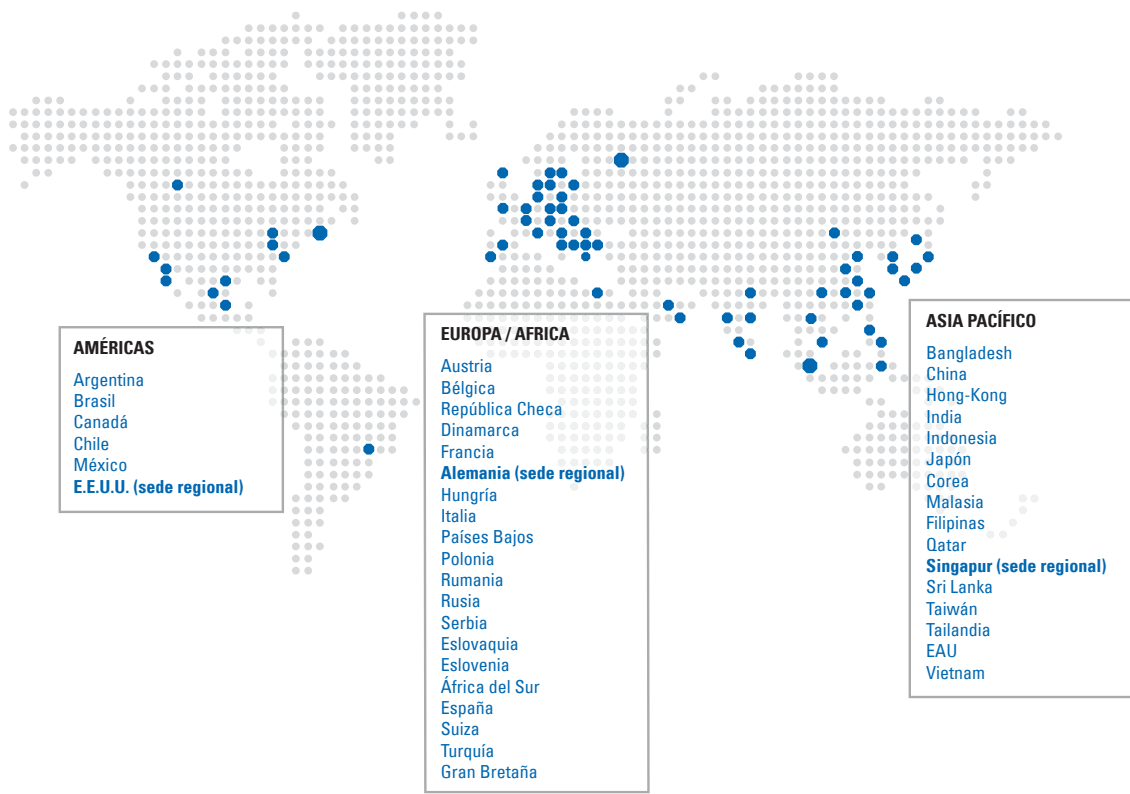 AMÉRICAS
Argentina
Brasil
Canadá
Chile
México
E.E.U.U. (sede regional)
EUROPA / AFRICA
Austria
Bélgica
República Checa
Dinamarca
Francia
Alemania (sede regional)
Hungría
Italia
Países Bajos
Polonia
Rumania
Rusia
Serbia
Eslovaquia
Eslovenia
África del Sur
España
Suiza
Turquía
Gran Bretaña
ASIA PACÍFICO
Bangladesh
China
Hong-Kong
India
Indonesia
Japón
Corea
Malasia
Filipinas
Qatar
Singapur (sede regional)
Sri Lanka
Taiwán
Tailandia
EAU
Vietnam